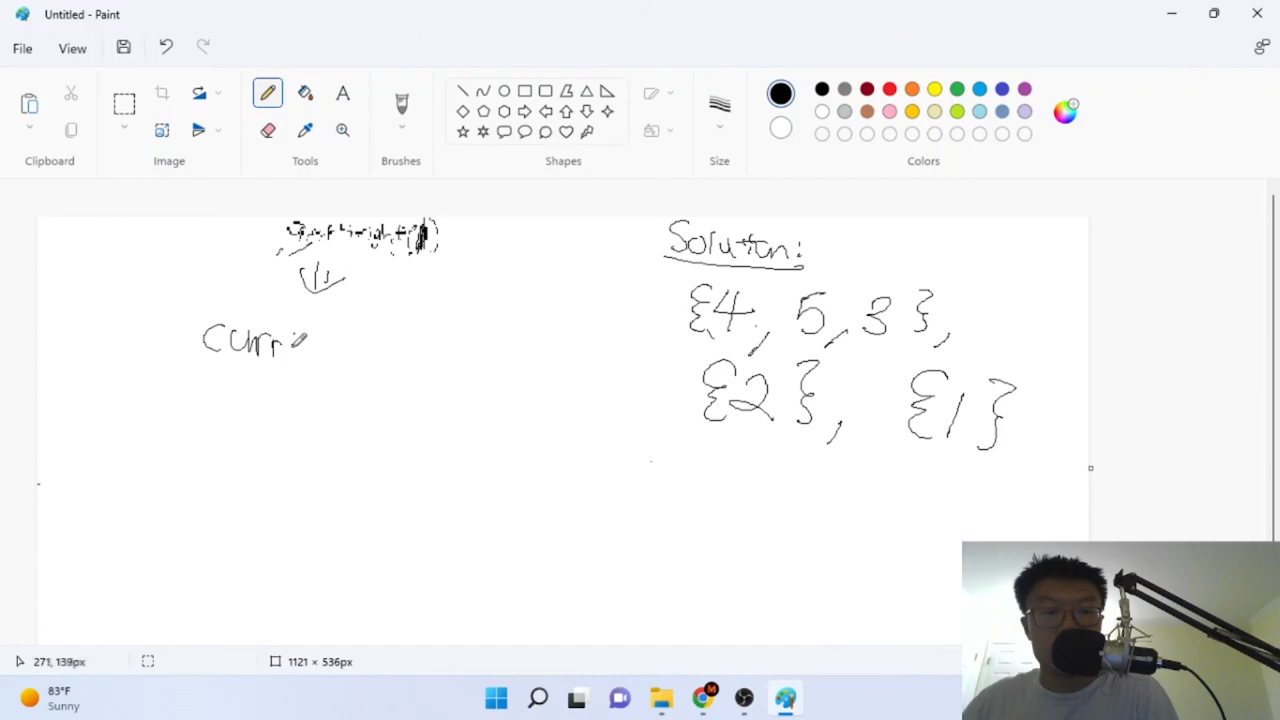 Untitled - Paint
File View
Clipboard Image Tools Brushes Shapes Size Colors
Solution:
{4, 5, 3},
{2}, {1}
Curr
271, 139px 1121 × 536px
83°F
Sunny